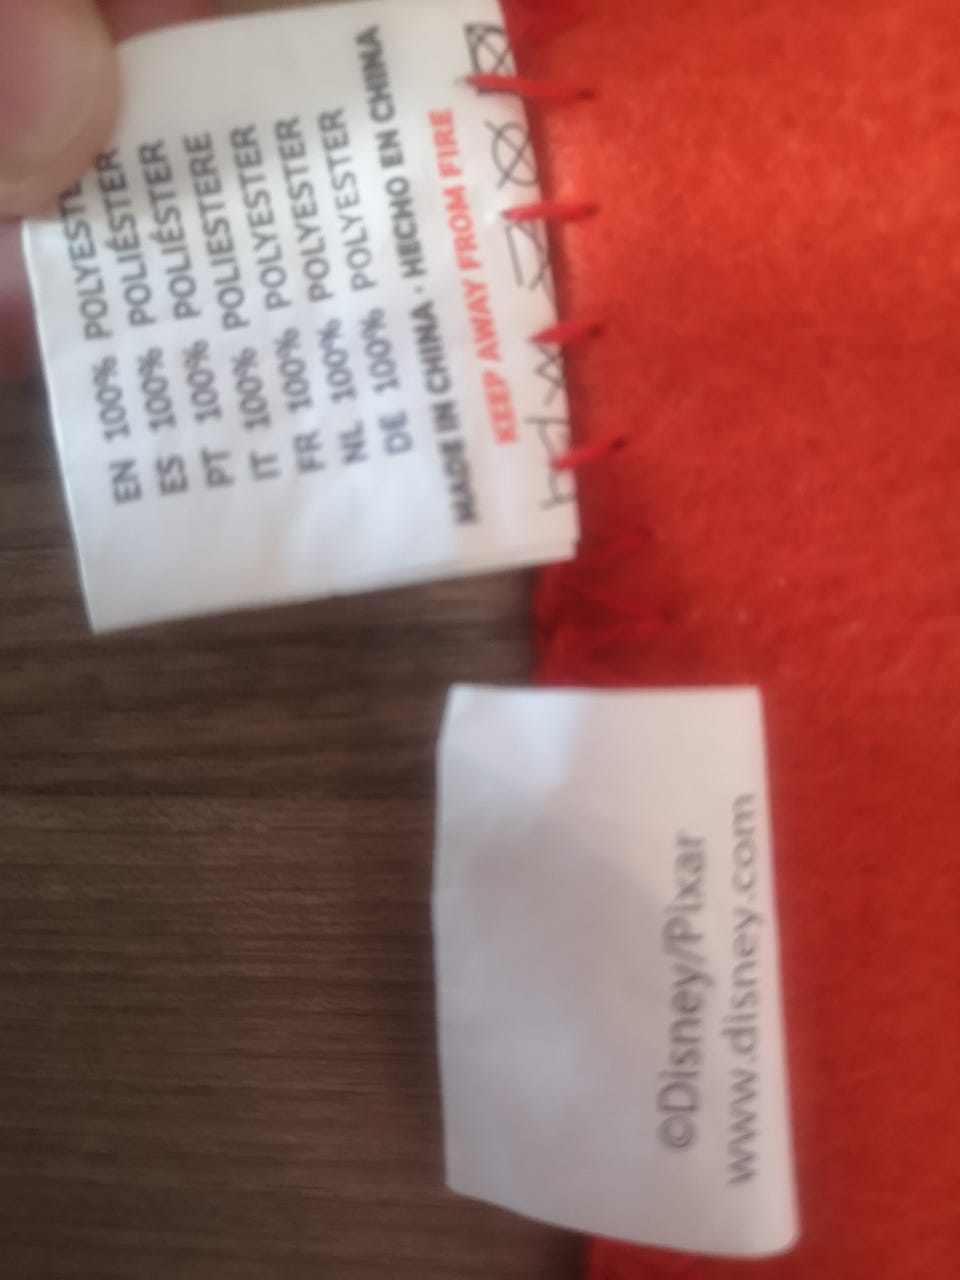 EN 100% POLYESTER
ES 100% POLIÉSTER
PT 100% POLIÉSTER
IT 100% POLIESTERE
FR 100% POLYESTER
NL 100% POLYESTER
DE 100% POLYESTER
MADE IN CHINA · HECHO EN CHINA
KEEP AWAY FROM FIRE
©Disney/Pixar
www.disney.com